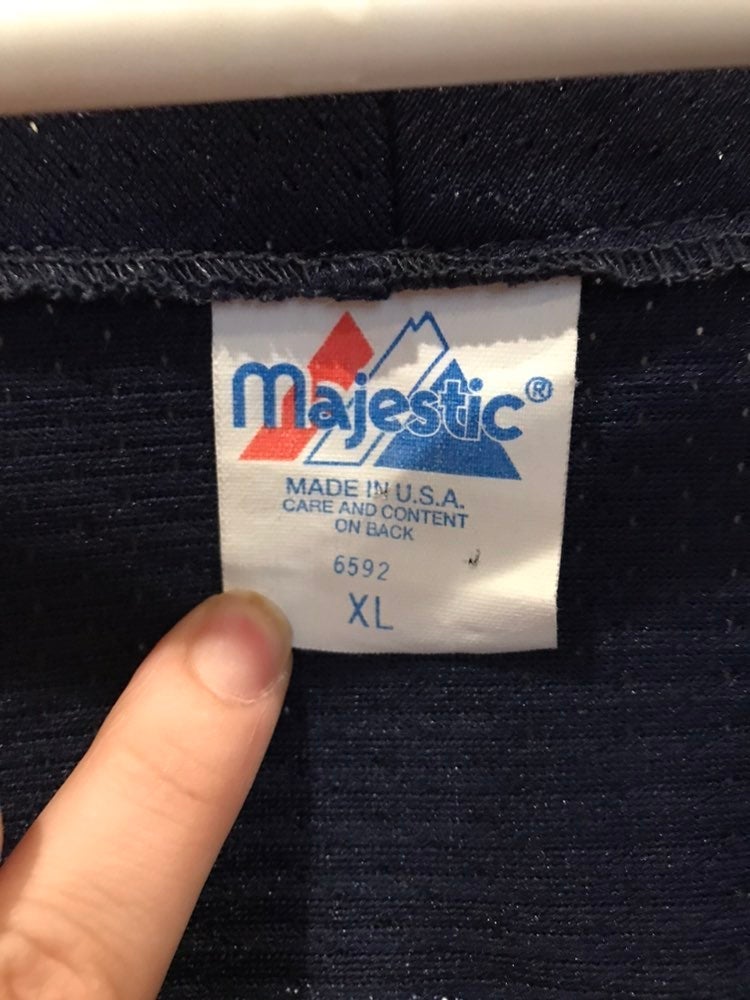 Majestic®
MADE IN U.S.A.
CARE AND CONTENT
ON BACK
6592
XL